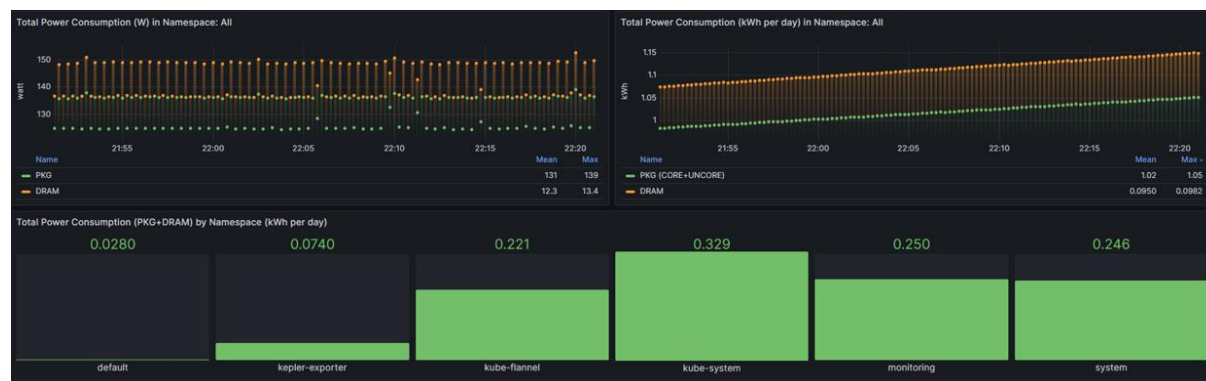 Total Power Consumption (W) in Namespace: All
watt
150
140
130
21:55 22:00 22:05 22:10 22:15 22:20
Name Mean Max
PKG 131 139
DRAM 12.3 13.4
Total Power Consumption (kWh per day) in Namespace: All
kWh
1.15
1.1
1.05
1
21:55 22:00 22:05 22:10 22:15 22:20
Name Mean Max
PKG (CORE+UNCORE) 1.02 1.05
DRAM 0.0950 0.0982
Total Power Consumption (PKG+DRAM) by Namespace (kWh per day)
0.0280 0.0740 0.221 0.329 0.250 0.246
default kepler-exporter kube-flannel kube-system monitoring system